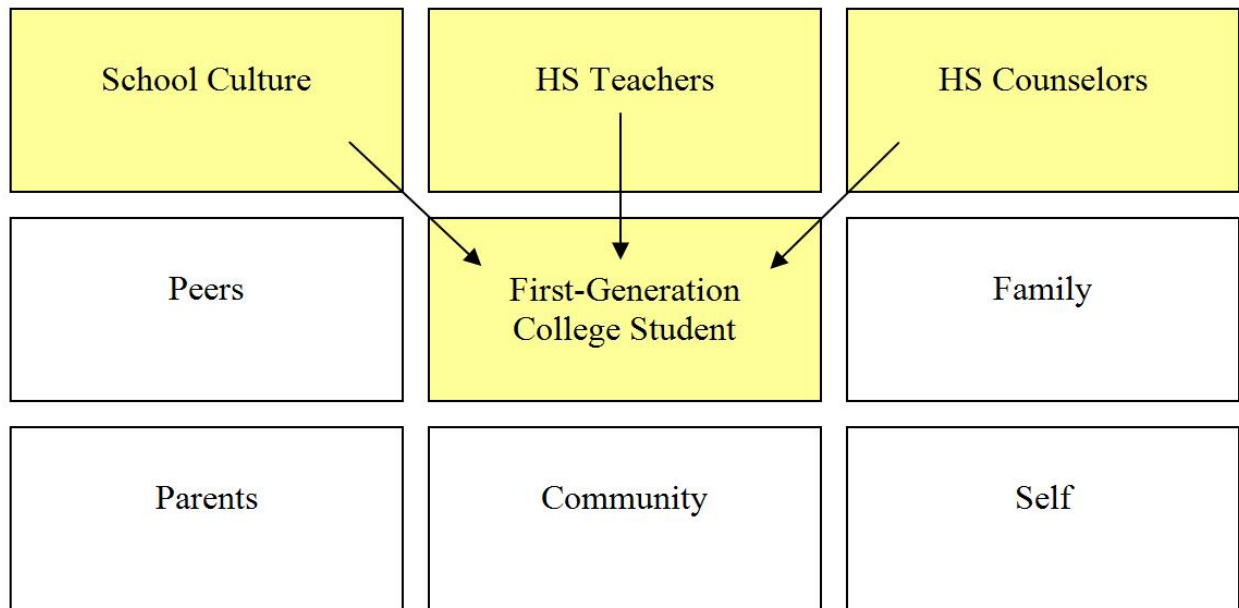 School Culture
HS Teachers
HS Counselors
Peers
First-Generation
College Student
Family
Parents
Community
Self